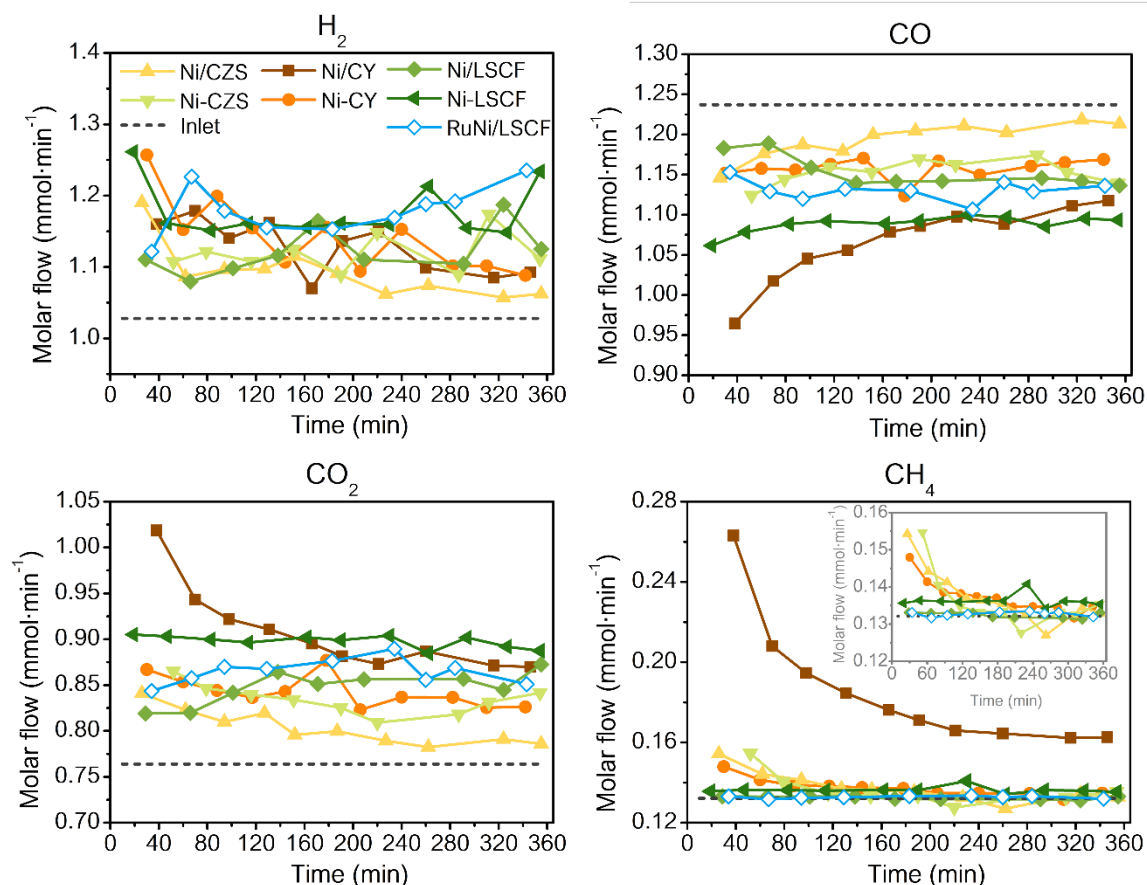 H₂
1.4
1.3
1.2
1.1
1.0
Molar flow (mmol·min⁻¹)
Ni/CZS Ni/CY Ni/LSCF
Ni-CZS Ni-CY Ni-LSCF
Inlet RuNi/LSCF
0 40 80 120 160 200 240 280 320 360
Time (min)
CO
1.30
1.25
1.20
1.15
1.10
1.05
1.00
0.95
0.90
Molar flow (mmol·min⁻¹)
0 40 80 120 160 200 240 280 320 360
Time (min)
CO₂
1.05
1.00
0.95
0.90
0.85
0.80
0.75
0.70
Molar flow (mmol·min⁻¹)
0 40 80 120 160 200 240 280 320 360
Time (min)
CH₄
0.28
0.24
0.20
0.16
0.12
Molar flow (mmol·min⁻¹)
0.16
0.15
0.14
0.13
0.12
Molar flow (mmol·min⁻¹)
0 60 120 180 240 300 360
Time (min)
0 40 80 120 160 200 240 280 320 360
Time (min)